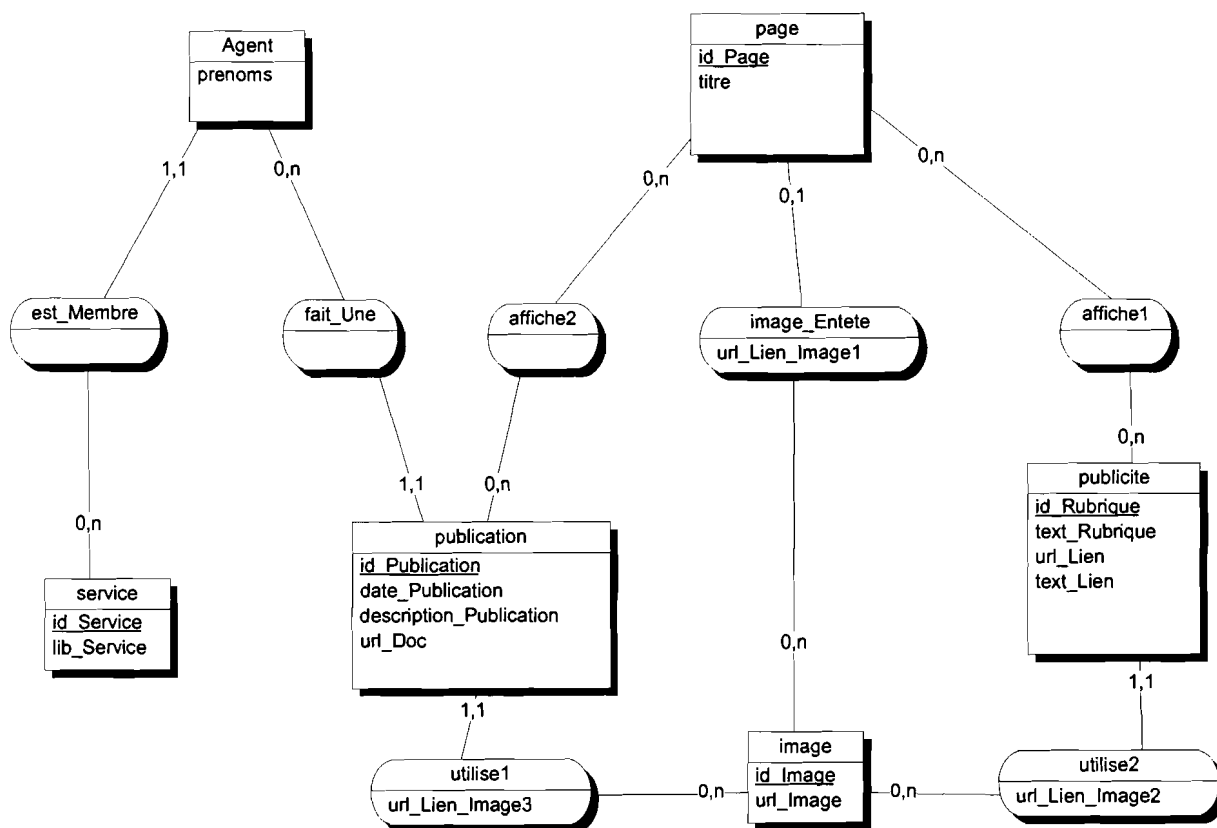 Agent
prenoms
page
id_Page
titre
1,1
0,n
0,n
0,1
0,n
est_Membre
fait_Une
affiche2
image_Entete
url_Lien_Image1
affiche1
0,n
1,1
0,n
0,n
0,n
service
id_Service
lib_Service
publication
id_Publication
date_Publication
description_Publication
url_Doc
publicite
id_Rubrique
text_Rubrique
url_Lien
text_Lien
1,1
1,1
utilise1
url_Lien_Image3
0,n
image
id_Image
url_Image
0,n
utilise2
url_Lien_Image2